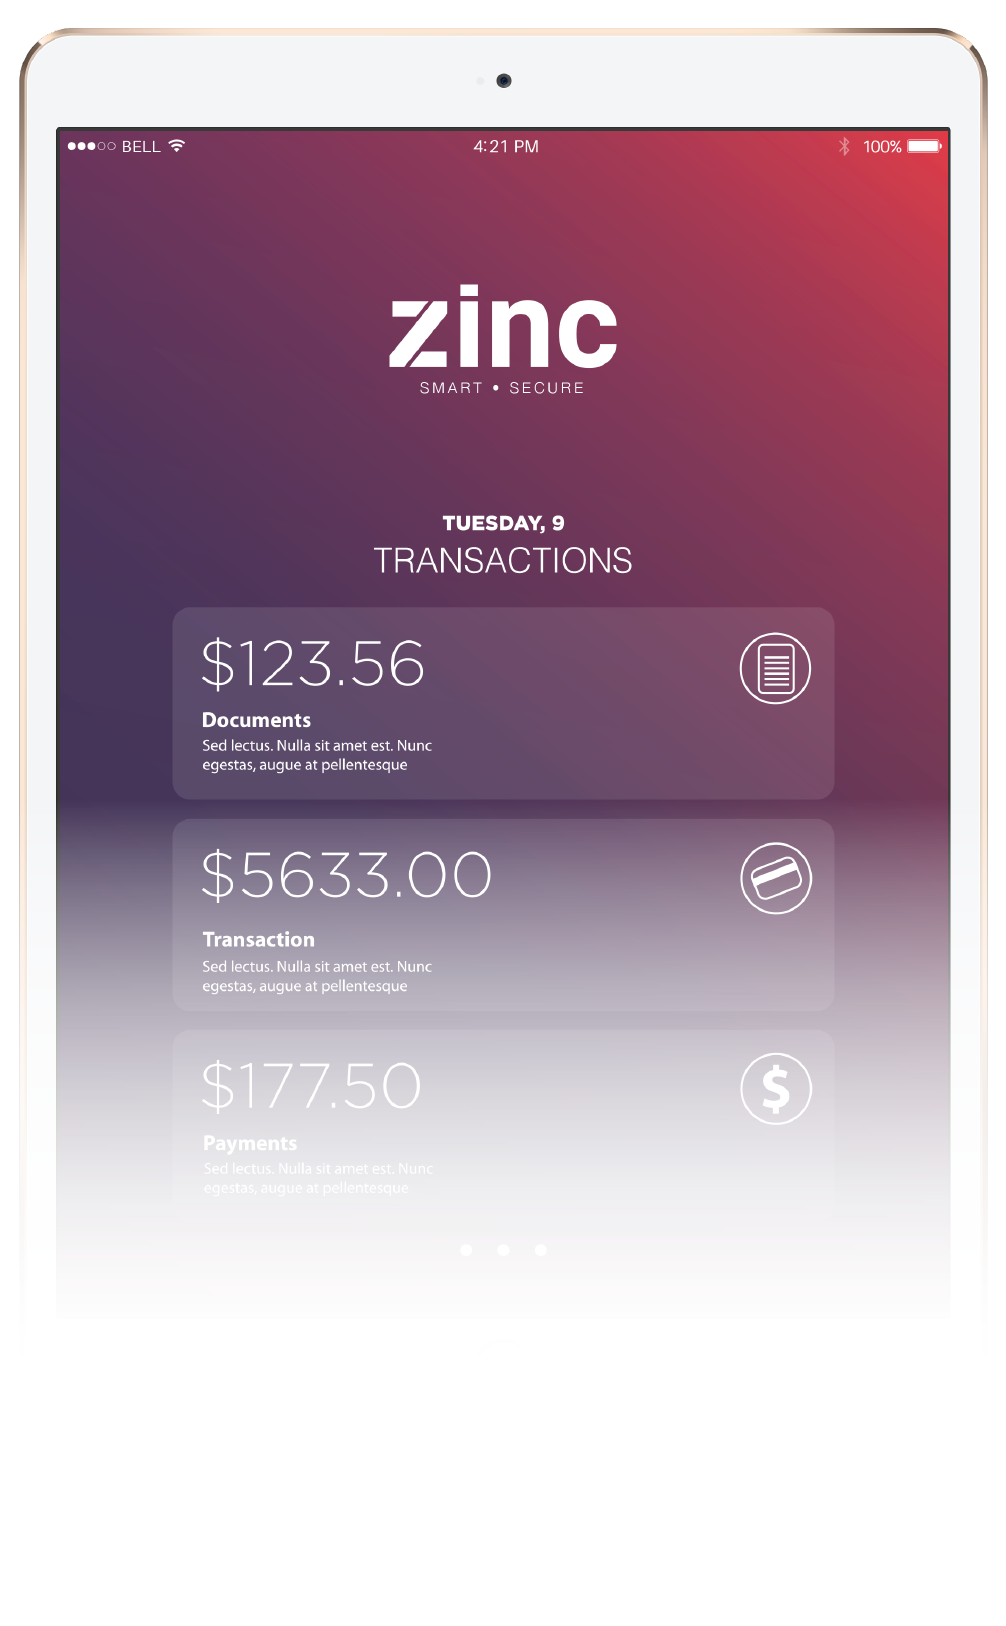 BELL 4:21 PM 100%
zinc
SMART • SECURE
TUESDAY, 9
TRANSACTIONS
$123.56
Documents
Sed lectus. Nulla sit amet est. Nunc
egestas, augue at pellentesque
$5633.00
Transaction
Sed lectus. Nulla sit amet est. Nunc
egestas, augue at pellentesque
$177.50
$
Payments
Sed lectus. Nulla sit amet est. Nunc
egestas, augue at pellentesque